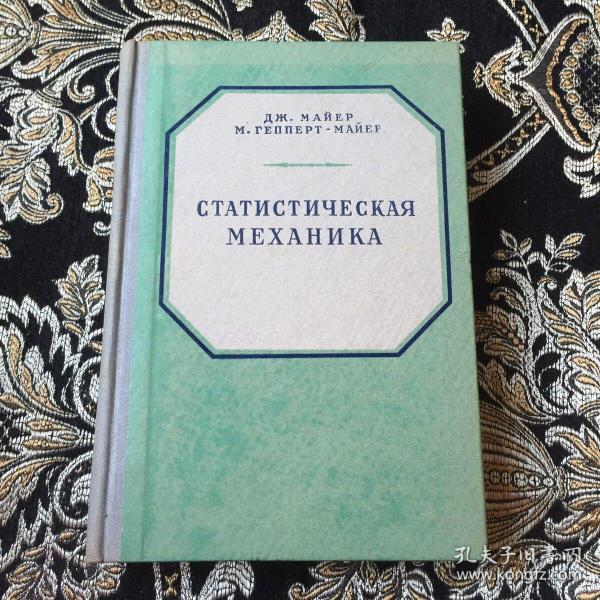 ДЖ. МАЙЕР
М. ГЕППЕРТ-МАЙЕР
СТАТИСТИЧЕСКАЯ
МЕХАНИКА
孔夫子旧书网
www.kongfz.com